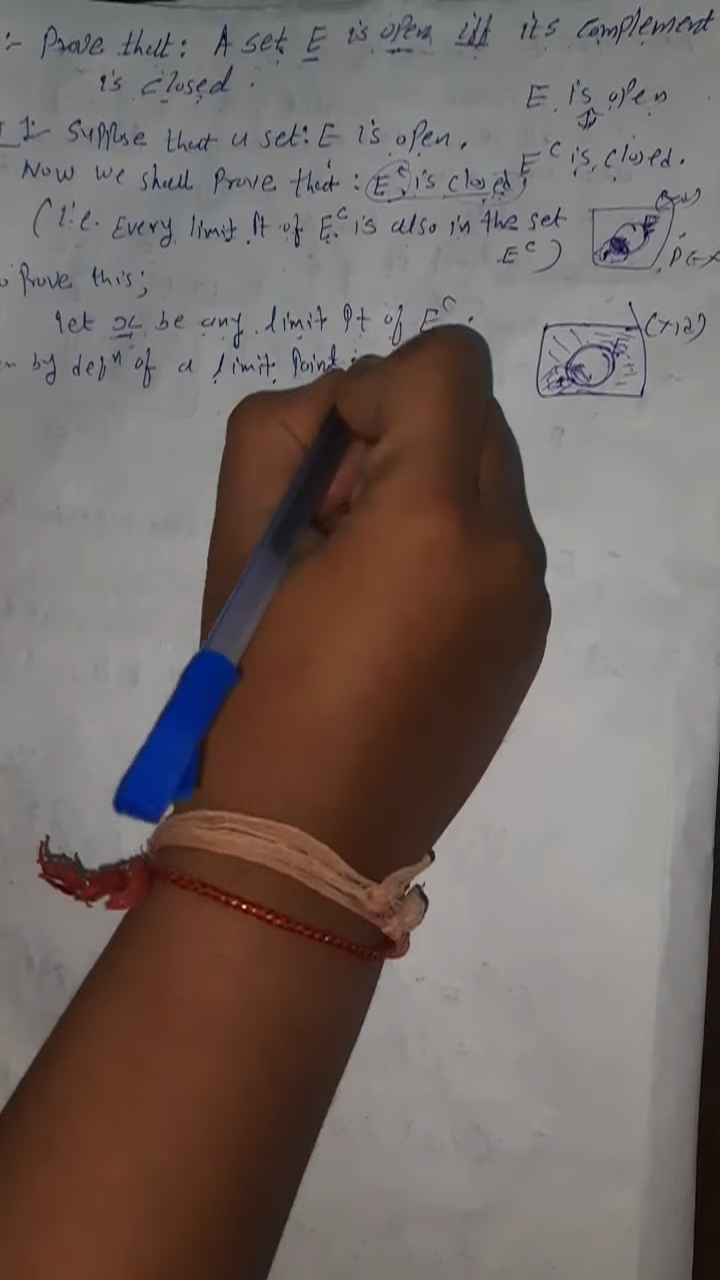 :- Prove that: A set E is open iff its complement
is closed.
E is open
⇕
E^c is closed.
1- Suppose that a set: E is open.
Now we shall Prove that: E^c is closed,
(i.e. Every limit Pt of E^c is also in the set
E^c)
E
Prove this;
let x be any limit Pt of E^c.
by defⁿ of a limit Point